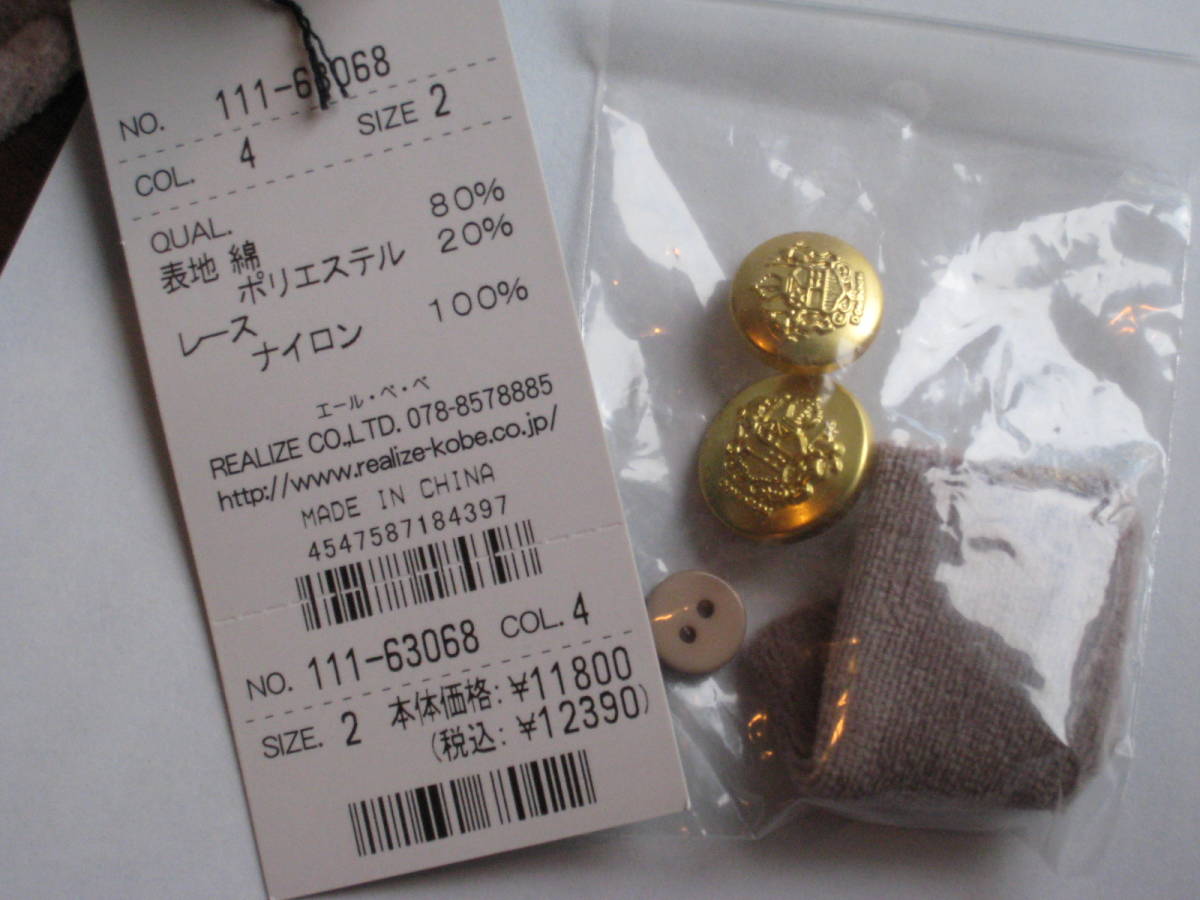 NO. 111-63068
COL. 4 SIZE 2
QUAL.
表地 綿 80%
ポリエステル 20%
レース
ナイロン 100%
エール・ベ・ベ
REALIZE CO.,LTD. 078-8578885
http://www.realize-kobe.co.jp/
MADE IN CHINA
4547587184397
NO. 111-63068 COL. 4
SIZE. 2 本体価格:¥11800
(税込:¥12390)